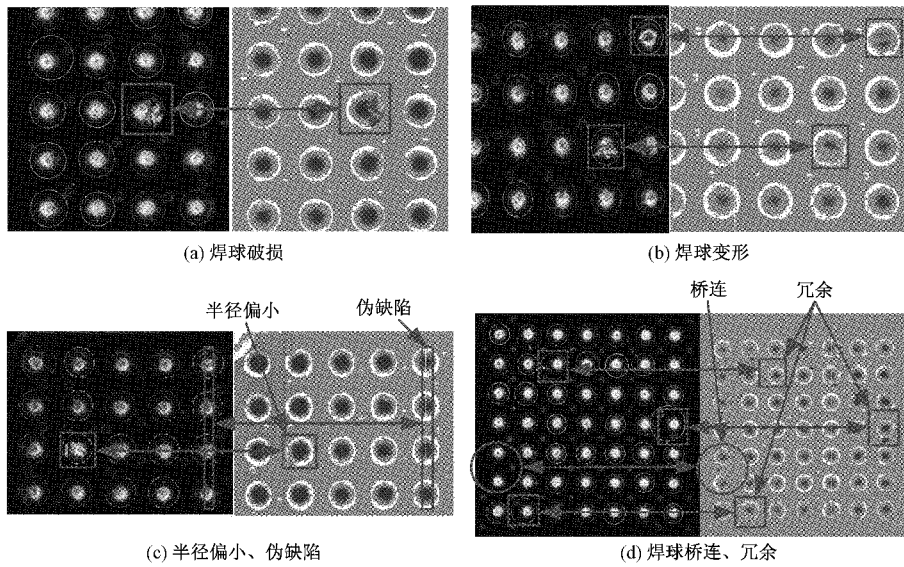 (a) 焊球破损
(b) 焊球变形
半径偏小
伪缺陷
桥连
冗余
(c) 半径偏小、伪缺陷
(d) 焊球桥连、冗余